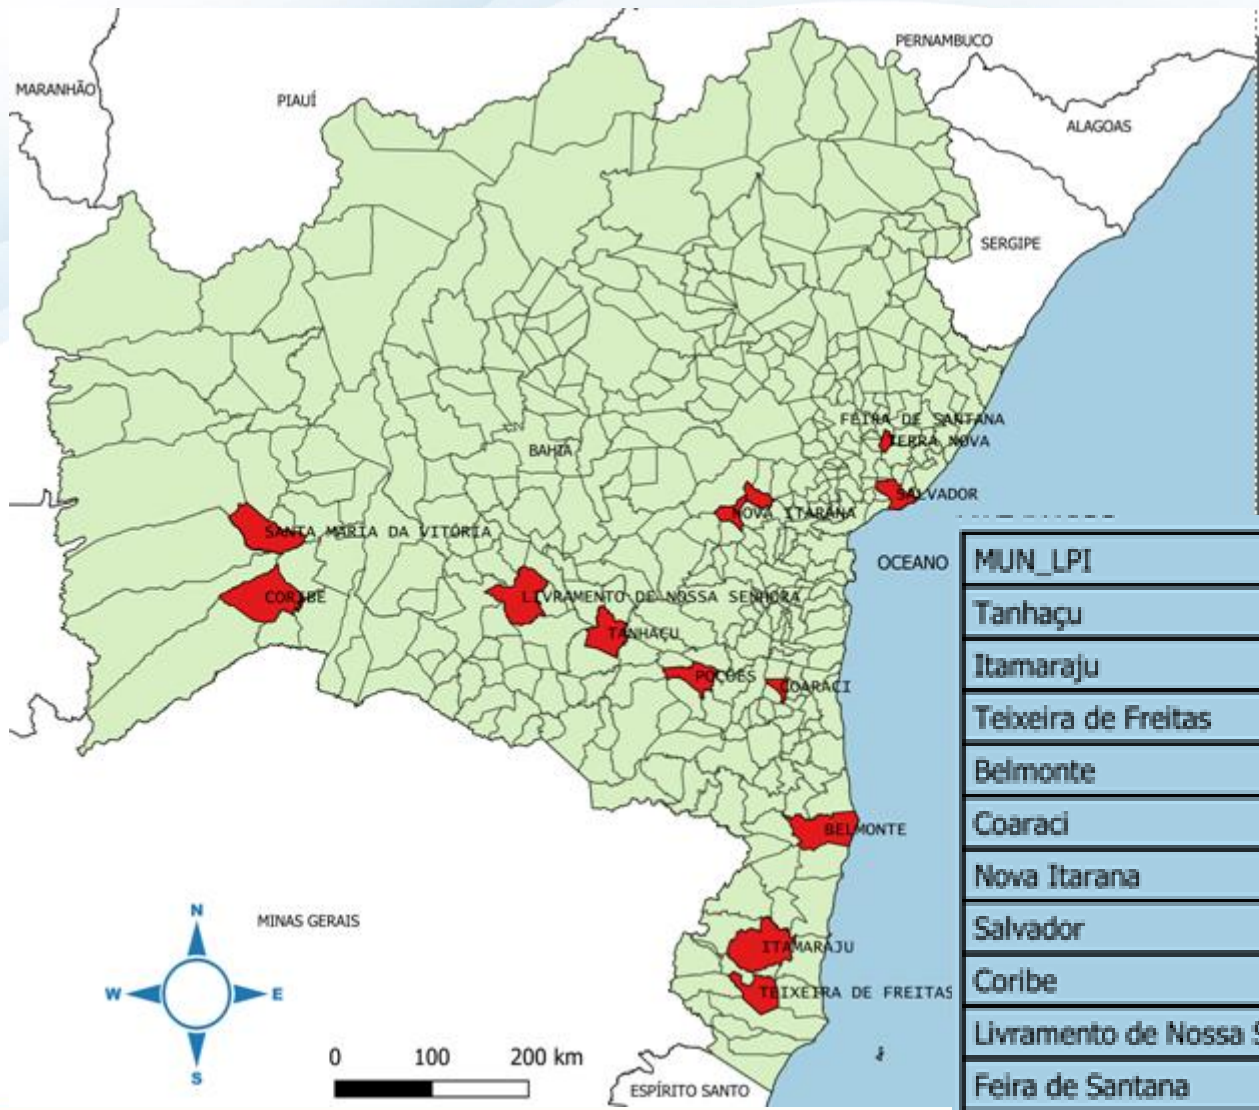 PERNAMBUCO
MARANHÃO
PIAUÍ
ALAGOAS
SERGIPE
FEIRA DE SANTANA
TERRA NOVA
BAHIA
SALVADOR
NOVA ITARANA
SANTA MARIA DA VITÓRIA
OCEANO
CORIBE
LIVRAMENTO DE NOSSA SENHORA
TANHAÇU
POÇÕES
COARACI
BELMONTE
MINAS GERAIS
ITAMARAJU
TEIXEIRA DE FREITAS
N
W
E
S
0 100 200 km
ESPÍRITO SANTO
MUN_LPI
Tanhaçu
Itamaraju
Teixeira de Freitas
Belmonte
Coaraci
Nova Itarana
Salvador
Coribe
Livramento de Nossa S
Feira de Santana